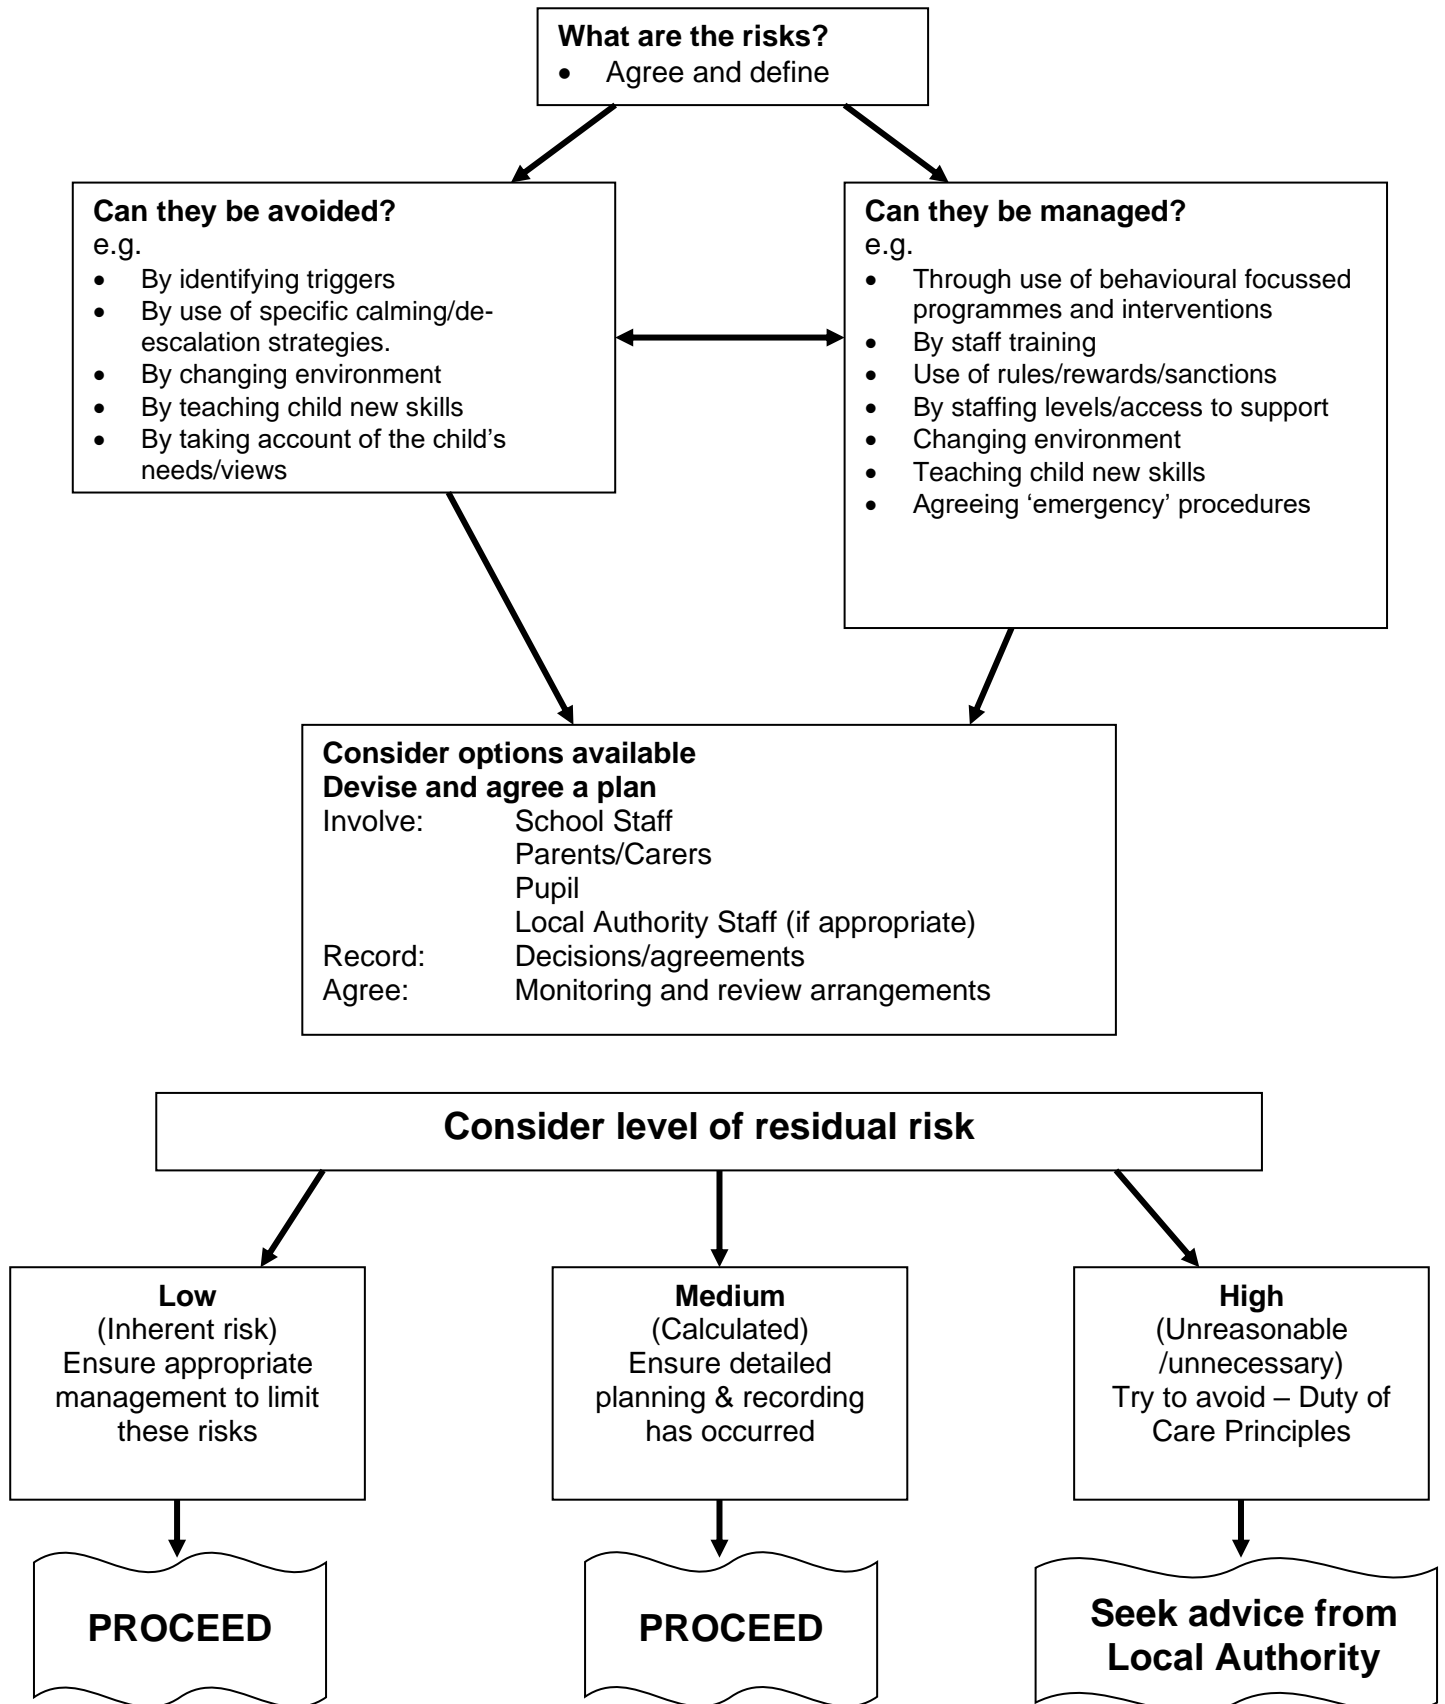 What are the risks?
• Agree and define
Can they be avoided?
e.g.
• By identifying triggers
• By use of specific calming/de-
escalation strategies.
• By changing environment
• By teaching child new skills
• By taking account of the child’s
needs/views
Can they be managed?
e.g.
• Through use of behavioural focussed
programmes and interventions
• By staff training
• Use of rules/rewards/sanctions
• By staffing levels/access to support
• Changing environment
• Teaching child new skills
• Agreeing ‘emergency’ procedures
Consider options available
Devise and agree a plan
Involve: School Staff
Parents/Carers
Pupil
Local Authority Staff (if appropriate)
Record: Decisions/agreements
Agree: Monitoring and review arrangements
Consider level of residual risk
Low
(Inherent risk)
Ensure appropriate
management to limit
these risks
Medium
(Calculated)
Ensure detailed
planning & recording
has occurred
High
(Unreasonable
/unnecessary)
Try to avoid – Duty of
Care Principles
PROCEED
PROCEED
Seek advice from
Local Authority